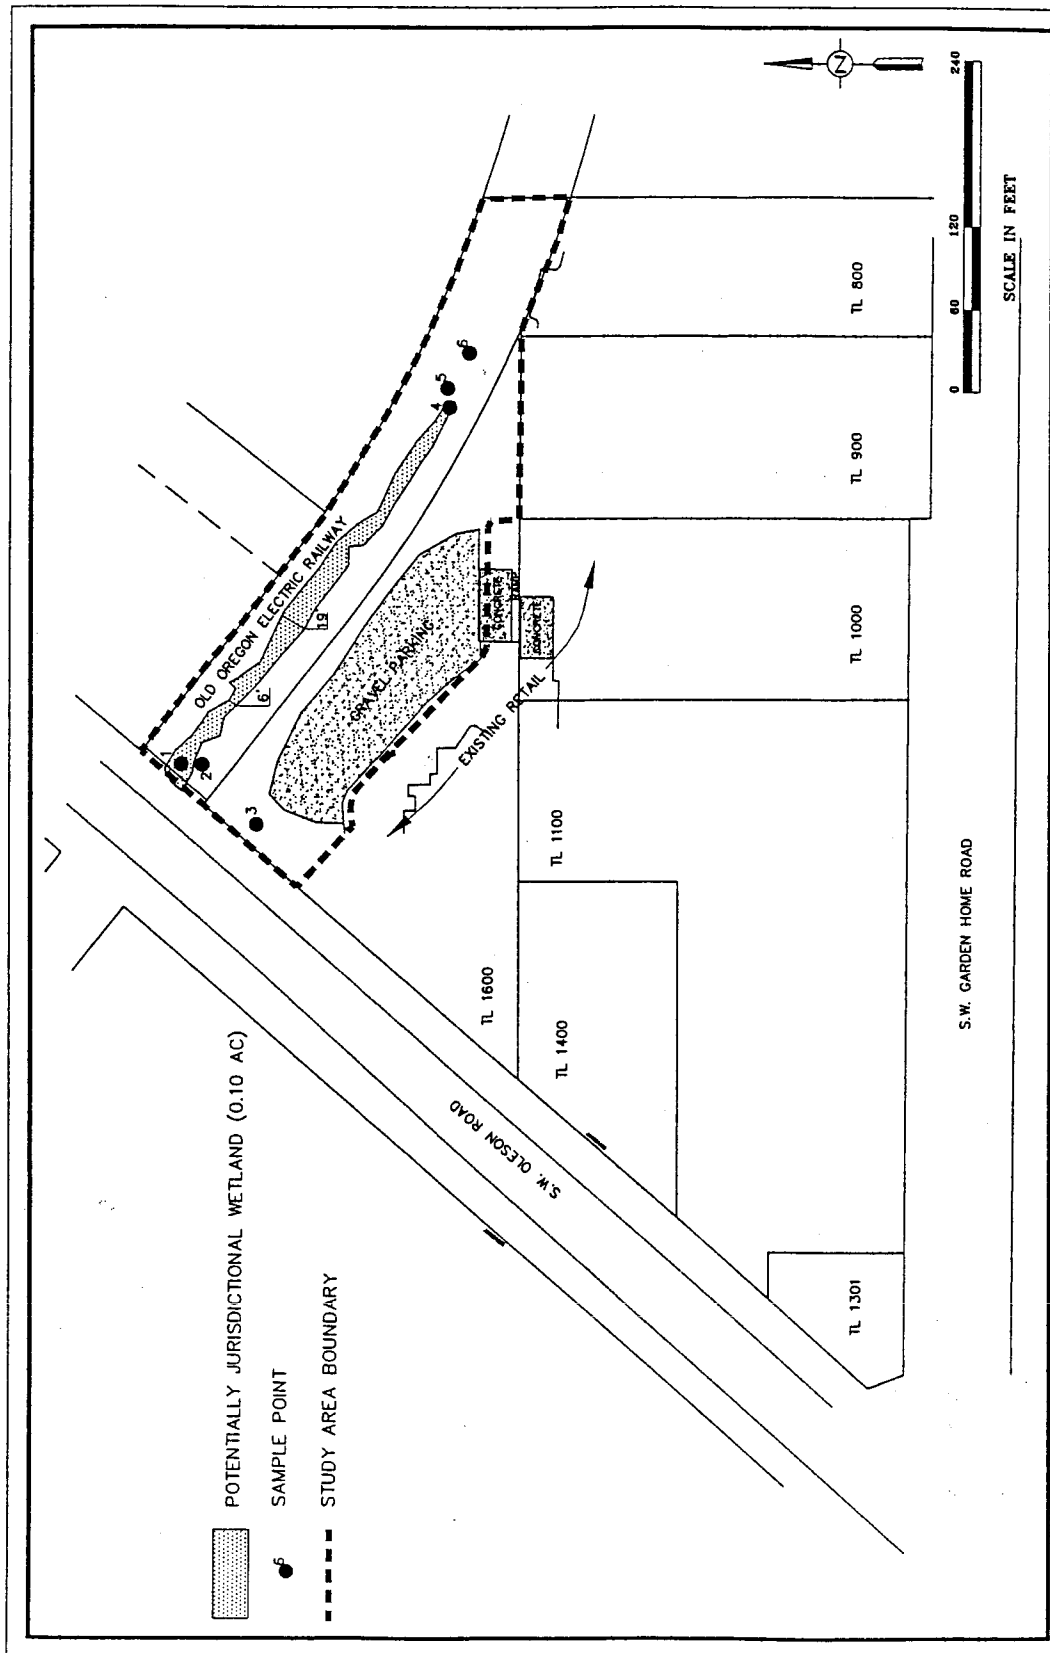 POTENTIALLY JURISDICTIONAL WETLAND (0.10 AC)
6
SAMPLE POINT
STUDY AREA BOUNDARY
OLD OREGON ELECTRIC RAILWAY
1
2
3
4
5
6
6'
19
GRAVEL PARKING
CONCRETE
RAMP
CONCRETE
EXISTING RETAIL
S.W. OLESON ROAD
TL 1600
TL 1400
TL 1100
TL 1301
TL 1000
TL 900
TL 800
S.W. GARDEN HOME ROAD
N
0 60 120 240
SCALE IN FEET